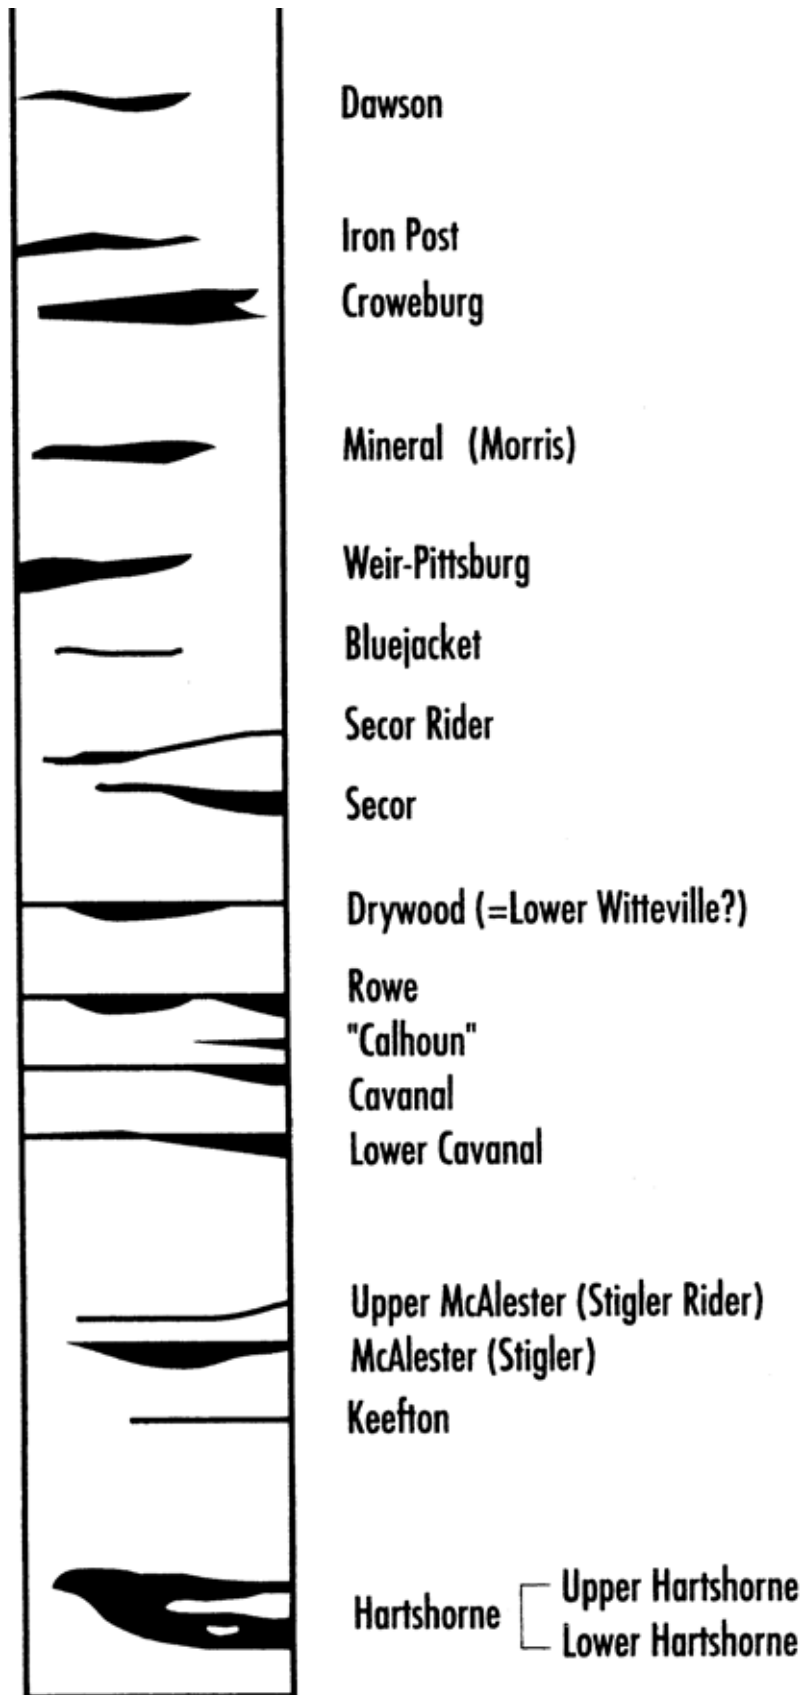 Dawson
Iron Post
Croweburg
Mineral (Morris)
Weir-Pittsburg
Bluejacket
Secor Rider
Secor
Drywood (=Lower Witteville?)
Rowe
"Calhoun"
Cavanal
Lower Cavanal
Upper McAlester (Stigler Rider)
McAlester (Stigler)
Keefton
Upper Hartshorne
Hartshorne
Lower Hartshorne